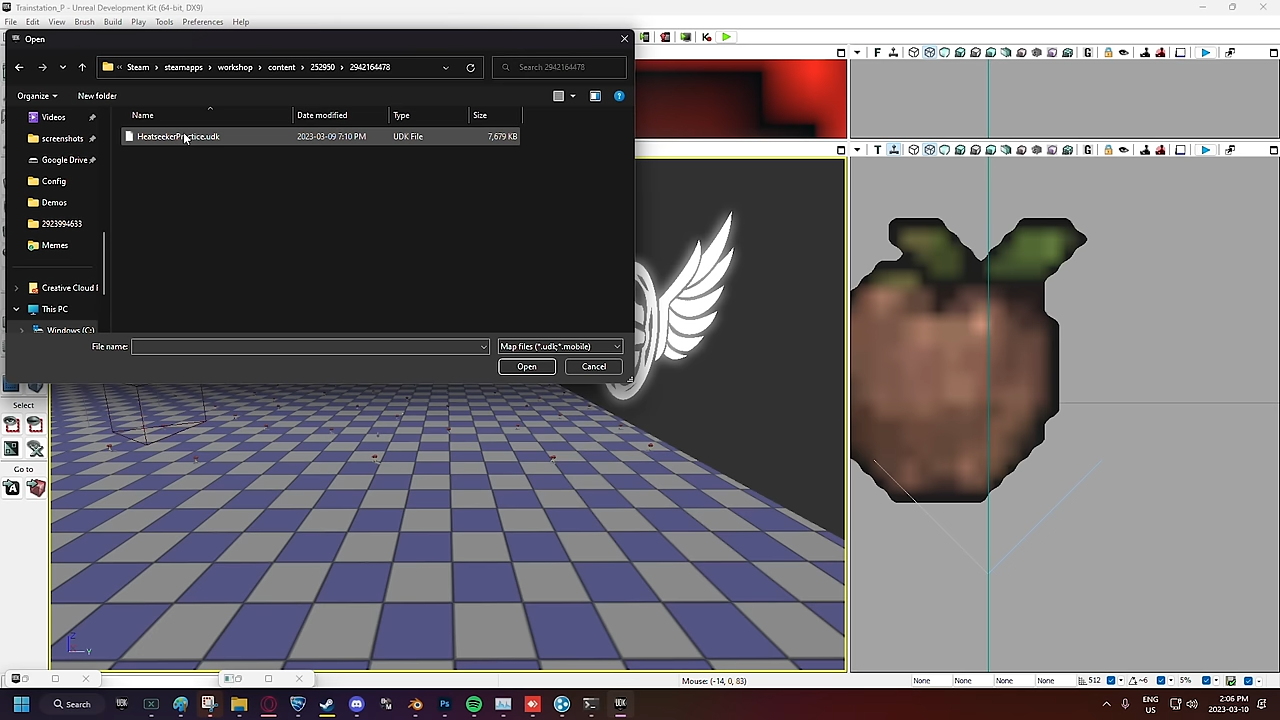 Trainstation_P - Unreal Development Kit (64-bit, DX9)
File Edit View Brush Build Play Tools Preferences Help
Open
« Steam > steamapps > workshop > content > 252950 > 2942164478
Search 2942164478
Organize
New folder
Name
Date modified
Type
Size
Videos
HeatseekerPractice.udk
2023-03-09 7:10 PM
UDK File
7,679 KB
screenshots
Google Drive
Config
Demos
2923994633
Memes
Creative Cloud F
This PC
Windows (C:)
File name:
Map files (*.udk;*.mobile)
Open
Cancel
F
G
T
G
Select
Go to
Z
Y
Mouse: (-14, 0, 83)
None None None None
512
~6
5%
Search
ENG
US
2:06 PM
2023-03-10